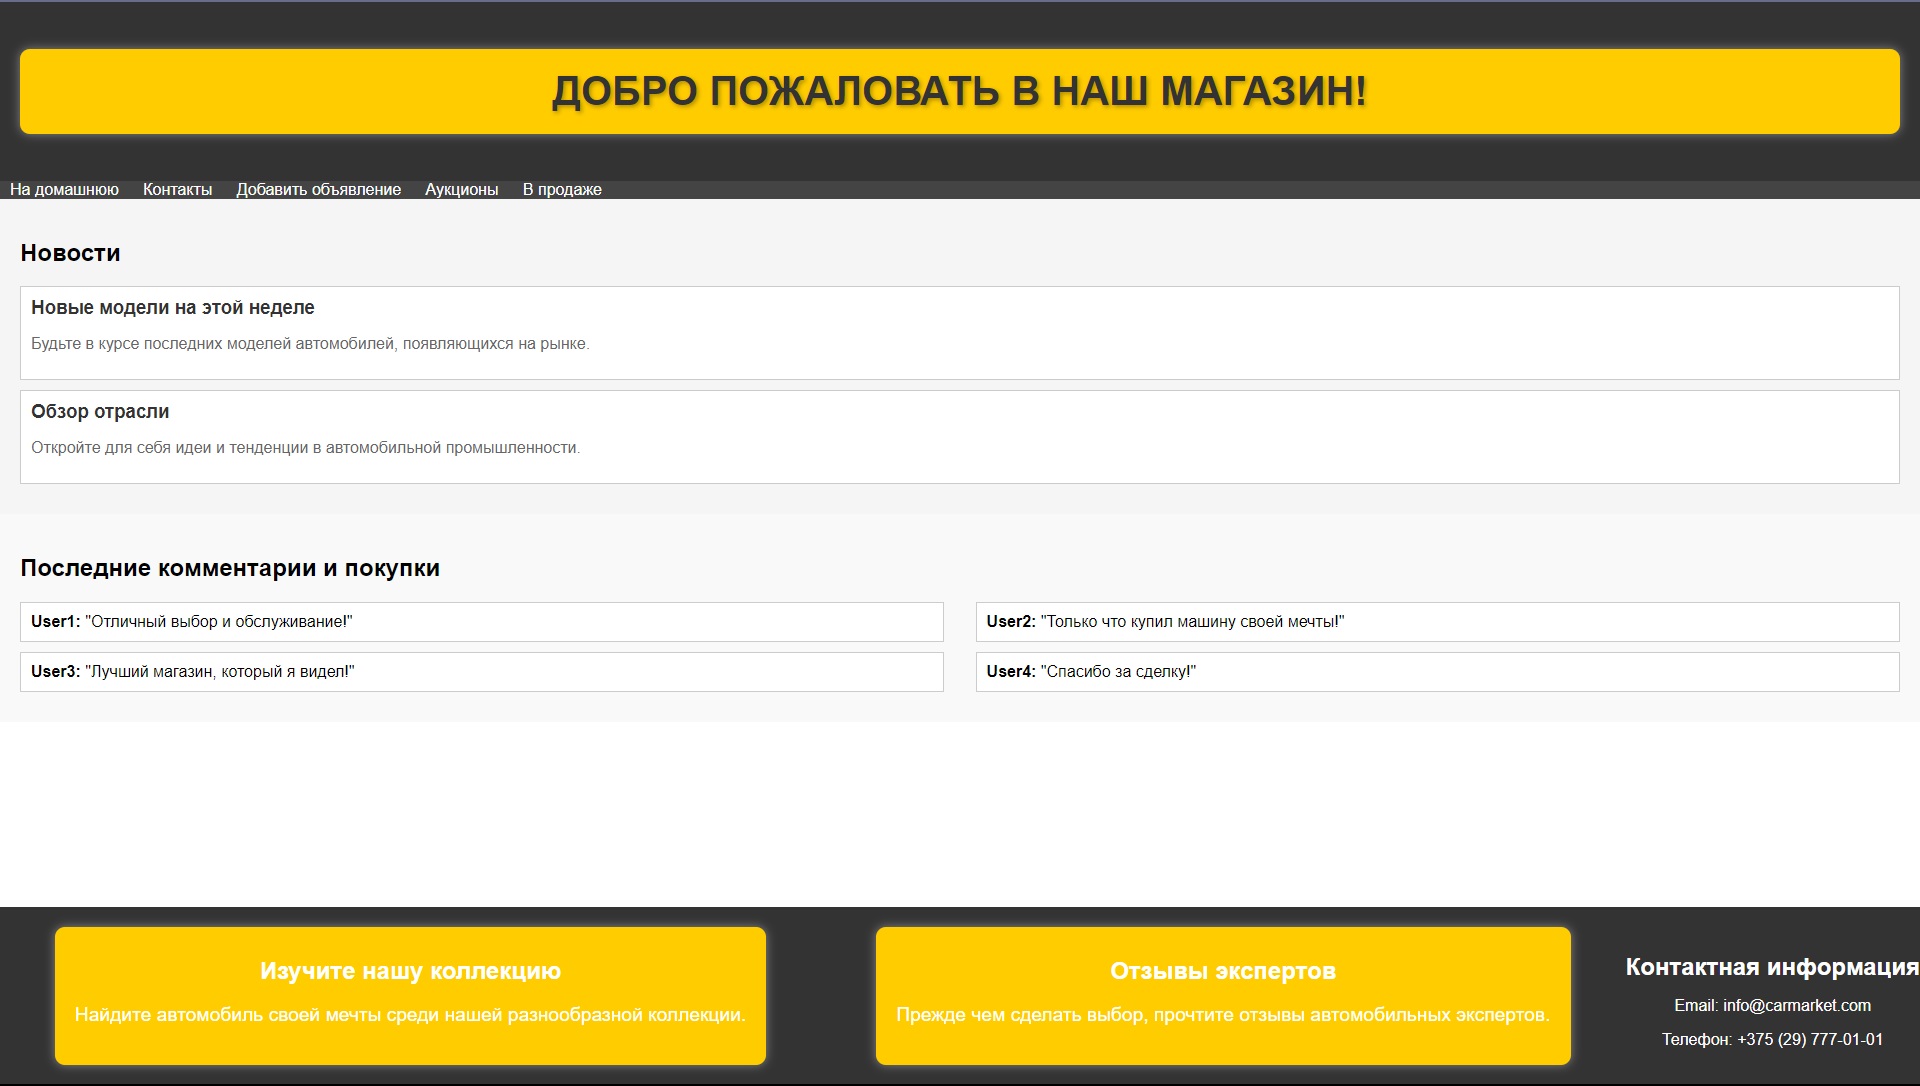 ДОБРО ПОЖАЛОВАТЬ В НАШ МАГАЗИН!
На домашнюю Контакты Добавить объявление Аукционы В продаже
Новости
Новые модели на этой неделе
Будьте в курсе последних моделей автомобилей, появляющихся на рынке.
Обзор отрасли
Откройте для себя идеи и тенденции в автомобильной промышленности.
Последние комментарии и покупки
User1: "Отличный выбор и обслуживание!"
User2: "Только что купил машину своей мечты!"
User3: "Лучший магазин, который я видел!"
User4: "Спасибо за сделку!"
Изучите нашу коллекцию
Найдите автомобиль своей мечты среди нашей разнообразной коллекции.
Отзывы экспертов
Прежде чем сделать выбор, прочтите отзывы автомобильных экспертов.
Контактная информация
Email: info@carmarket.com
Телефон: +375 (29) 777-01-01